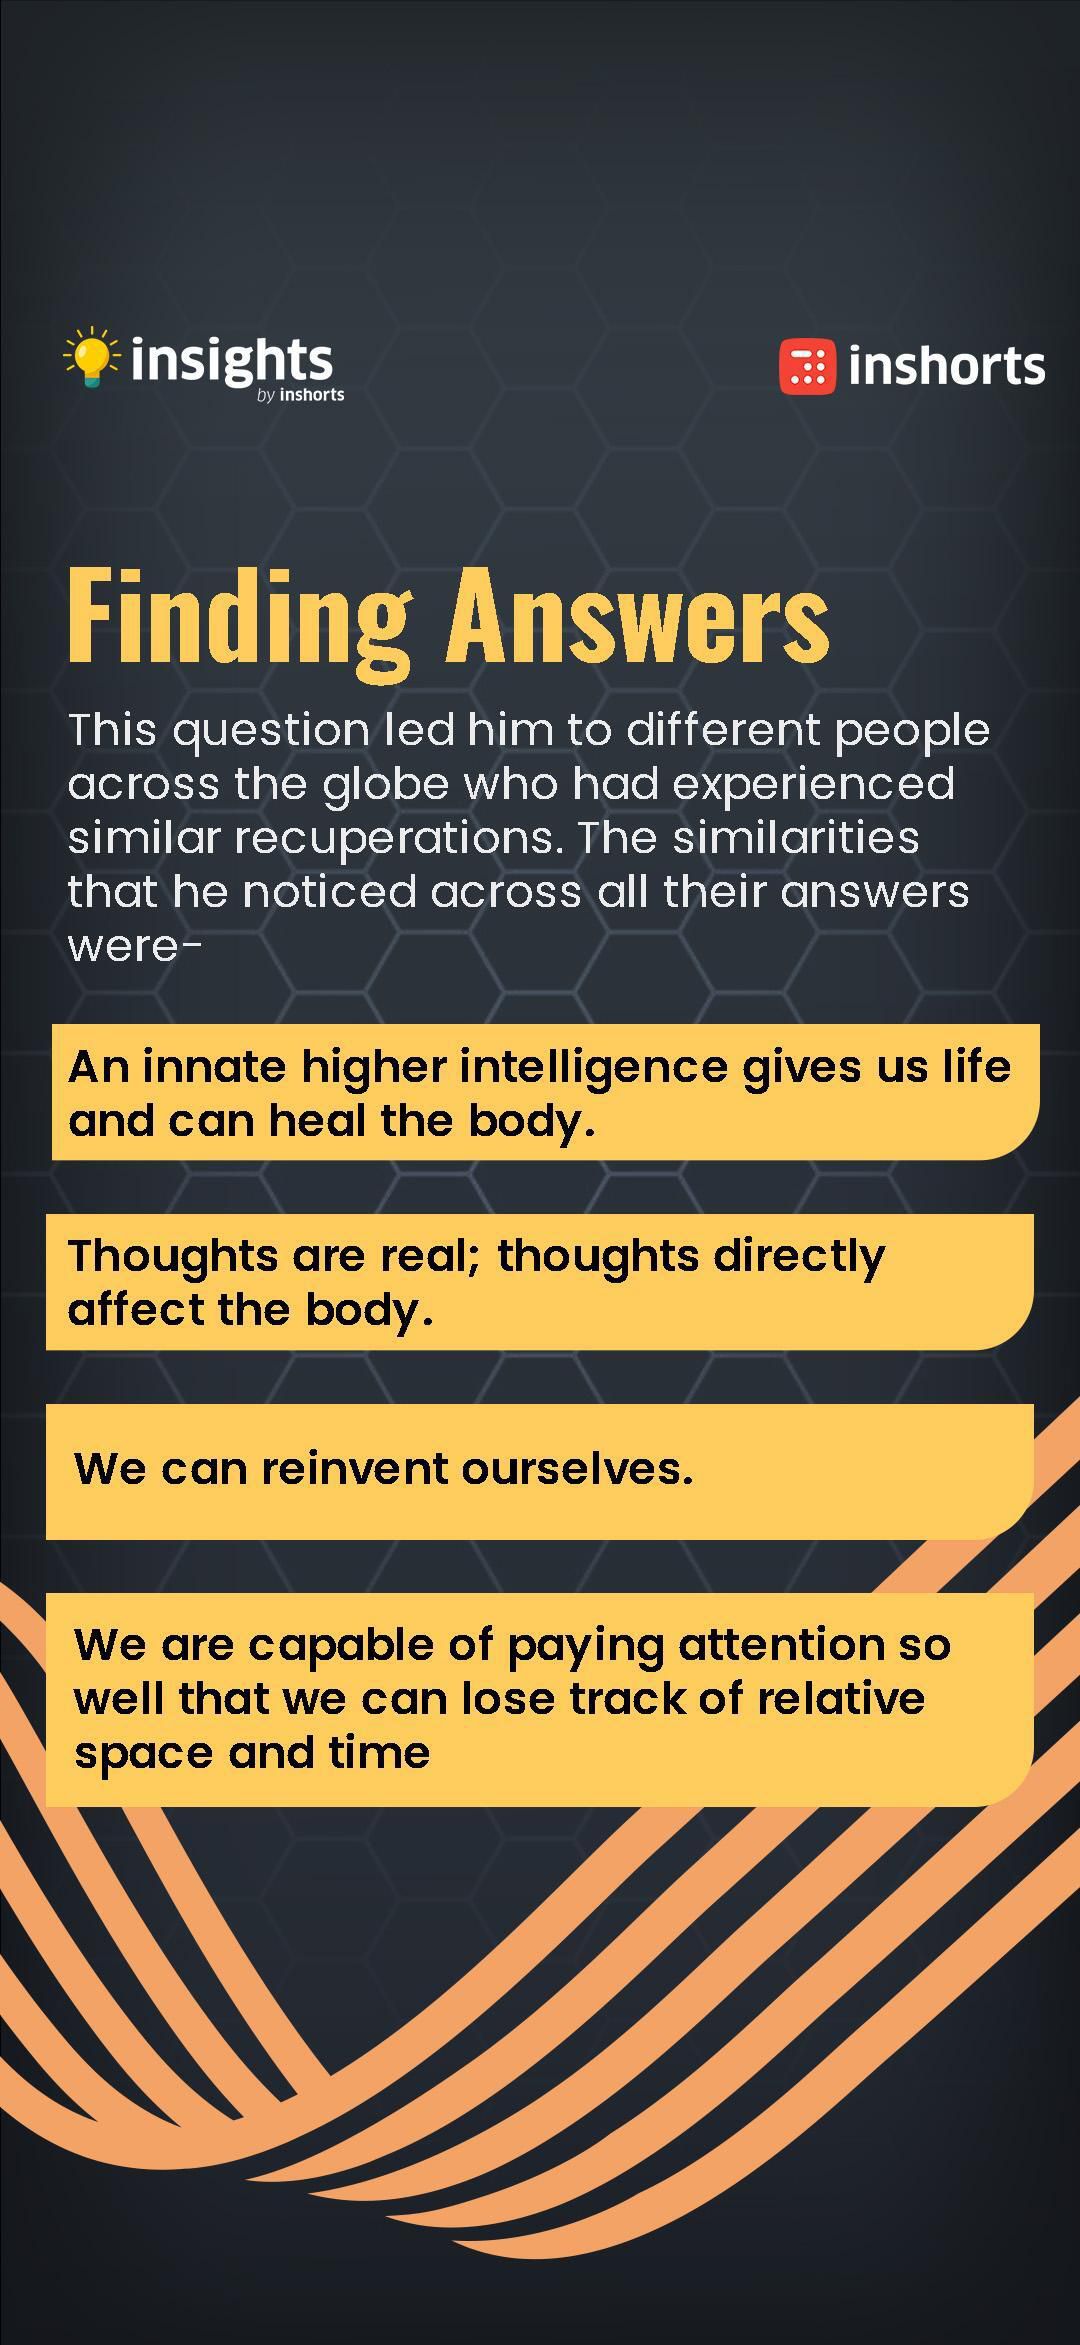 insights
by inshorts
inshorts
Finding Answers
This question led him to different people
across the globe who had experienced
similar recuperations. The similarities
that he noticed across all their answers
were-
An innate higher intelligence gives us life
and can heal the body.
Thoughts are real; thoughts directly
affect the body.
We can reinvent ourselves.
We are capable of paying attention so
well that we can lose track of relative
space and time